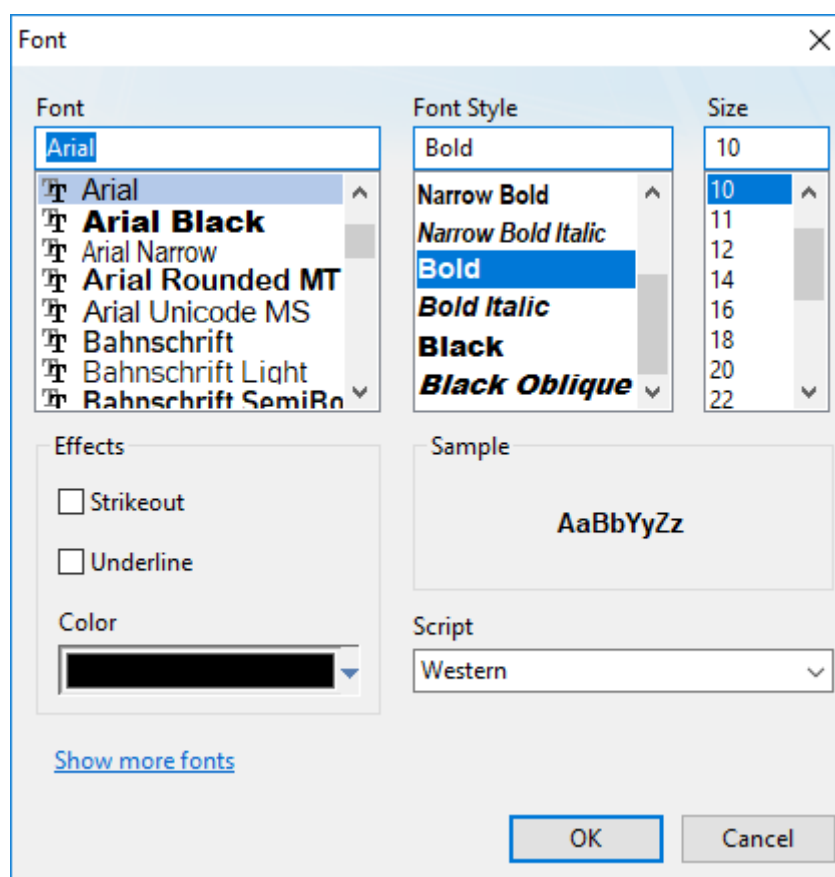 Font
Font
Arial
Arial
Arial Black
Arial Narrow
Arial Rounded MT
Arial Unicode MS
Bahnschrift
Bahnschrift Light
Bahnschrift SemiBo
Font Style
Bold
Narrow Bold
Narrow Bold Italic
Bold
Bold Italic
Black
Black Oblique
Size
10
10
11
12
14
16
18
20
22
Effects
Strikeout
Underline
Color
Sample
AaBbYyZz
Script
Western
Show more fonts
OK
Cancel